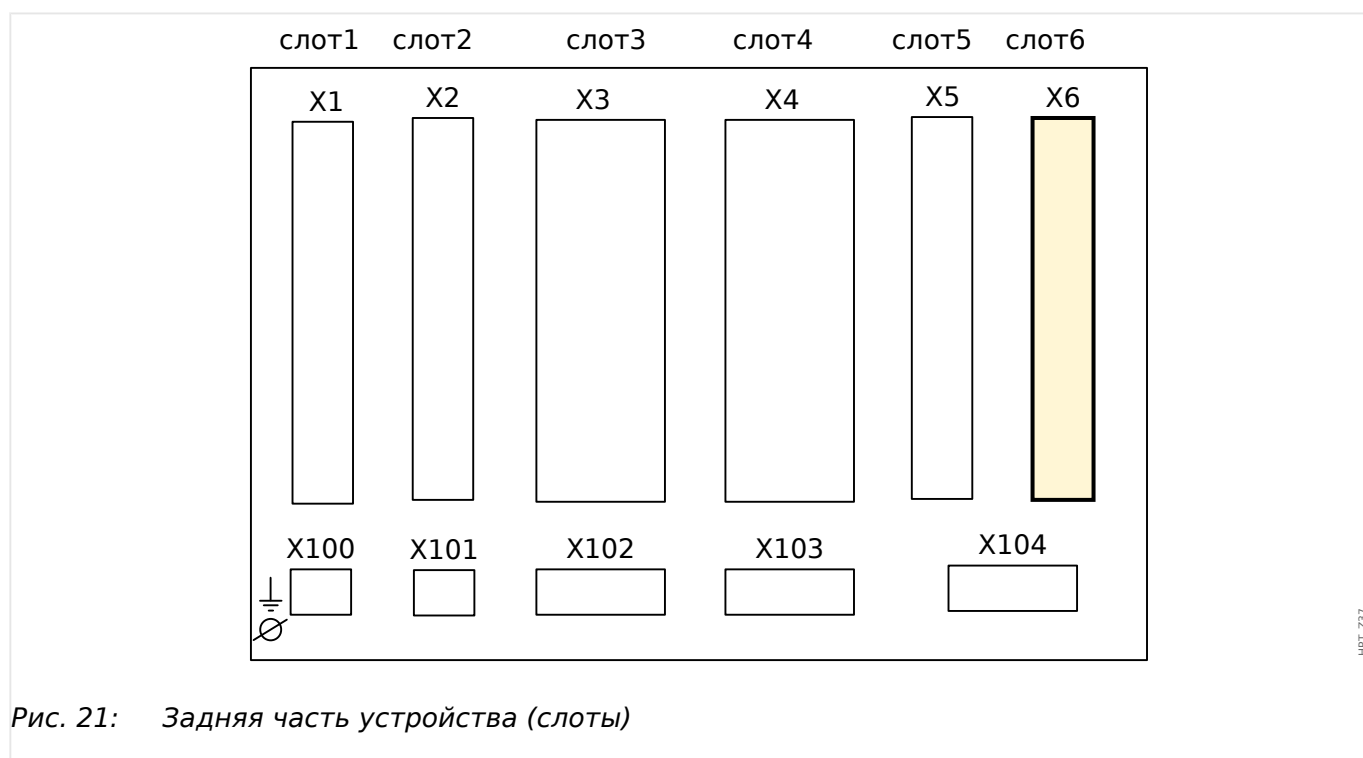 слот1 слот2 слот3 слот4 слот5 слот6
X1 X2 X3 X4 X5 X6
X100 X101 X102 X103 X104
Рис. 21: Задняя часть устройства (слоты)